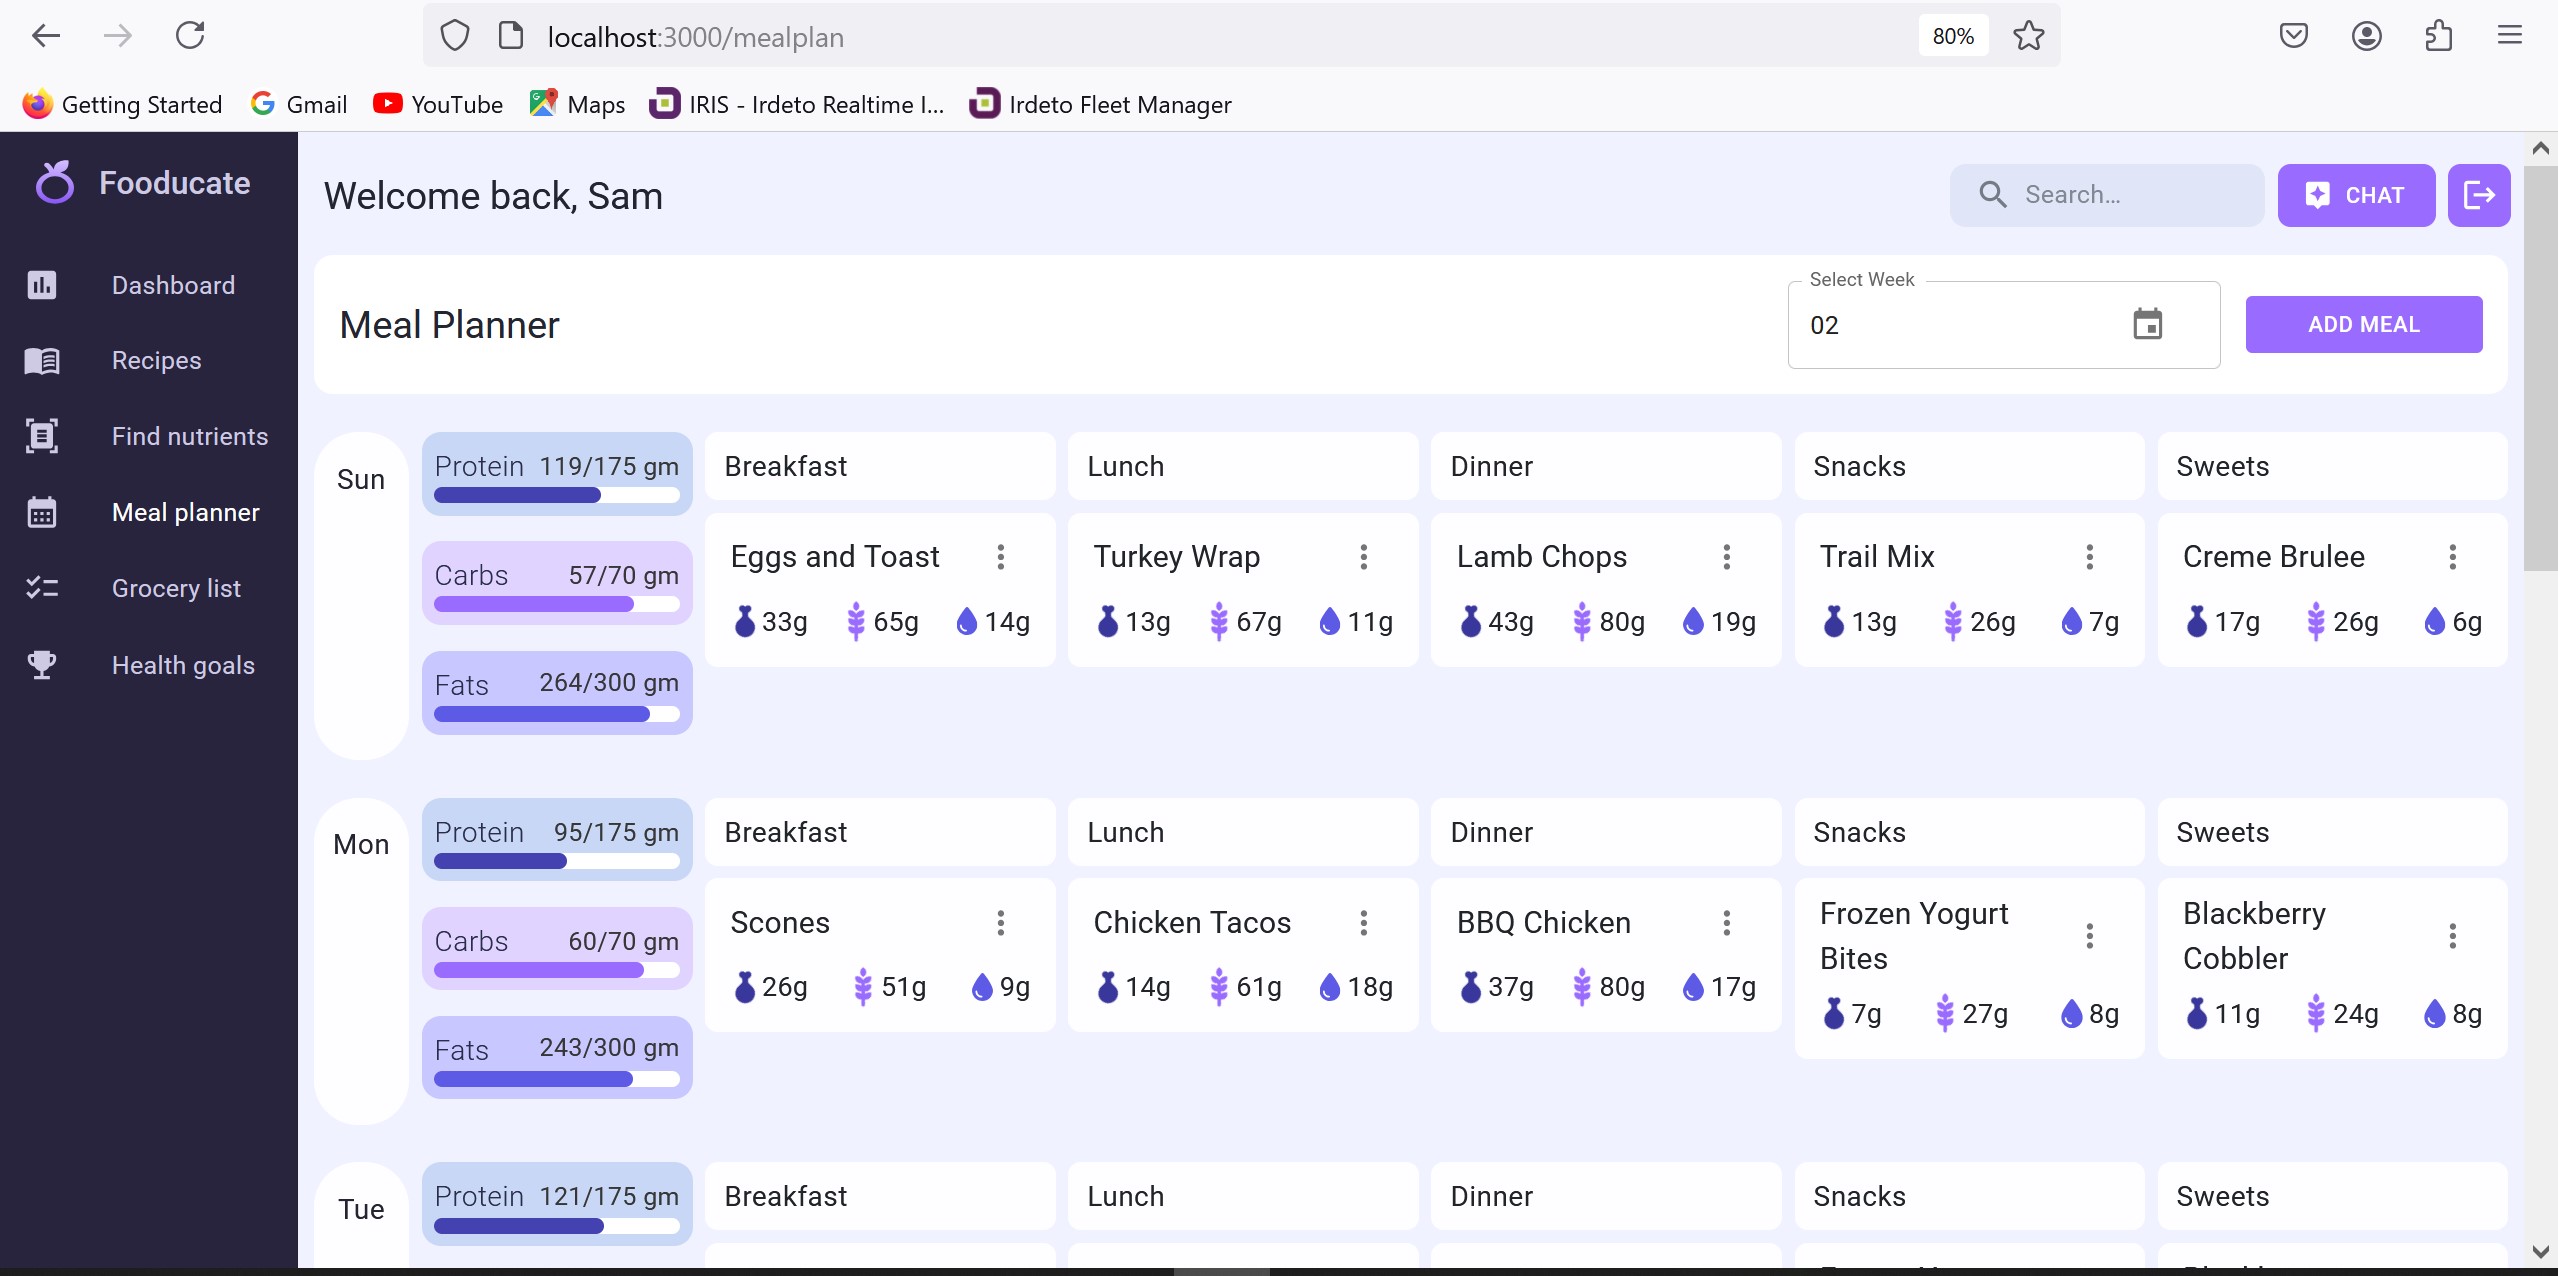 localhost:3000/mealplan
80%
Getting Started
Gmail
YouTube
Maps
IRIS - Irdeto Realtime I...
Irdeto Fleet Manager
Fooducate
Dashboard
Recipes
Find nutrients
Meal planner
Grocery list
Health goals
Welcome back, Sam
Search...
CHAT
Meal Planner
Select Week
02
ADD MEAL
Sun
Protein 119/175 gm
Carbs 57/70 gm
Fats 264/300 gm
Breakfast
Eggs and Toast
33g 65g 14g
Lunch
Turkey Wrap
13g 67g 11g
Dinner
Lamb Chops
43g 80g 19g
Snacks
Trail Mix
13g 26g 7g
Sweets
Creme Brulee
17g 26g 6g
Mon
Protein 95/175 gm
Carbs 60/70 gm
Fats 243/300 gm
Breakfast
Scones
26g 51g 9g
Lunch
Chicken Tacos
14g 61g 18g
Dinner
BBQ Chicken
37g 80g 17g
Snacks
Frozen Yogurt
Bites
7g 27g 8g
Sweets
Blackberry
Cobbler
11g 24g 8g
Tue
Protein 121/175 gm
Breakfast
Lunch
Dinner
Snacks
Sweets